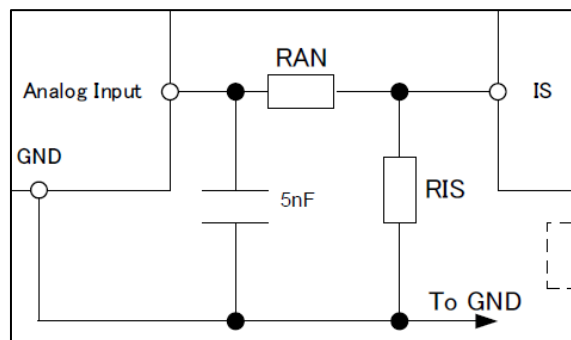 RAN
Analog Input
IS
GND
5nF
RIS
To GND